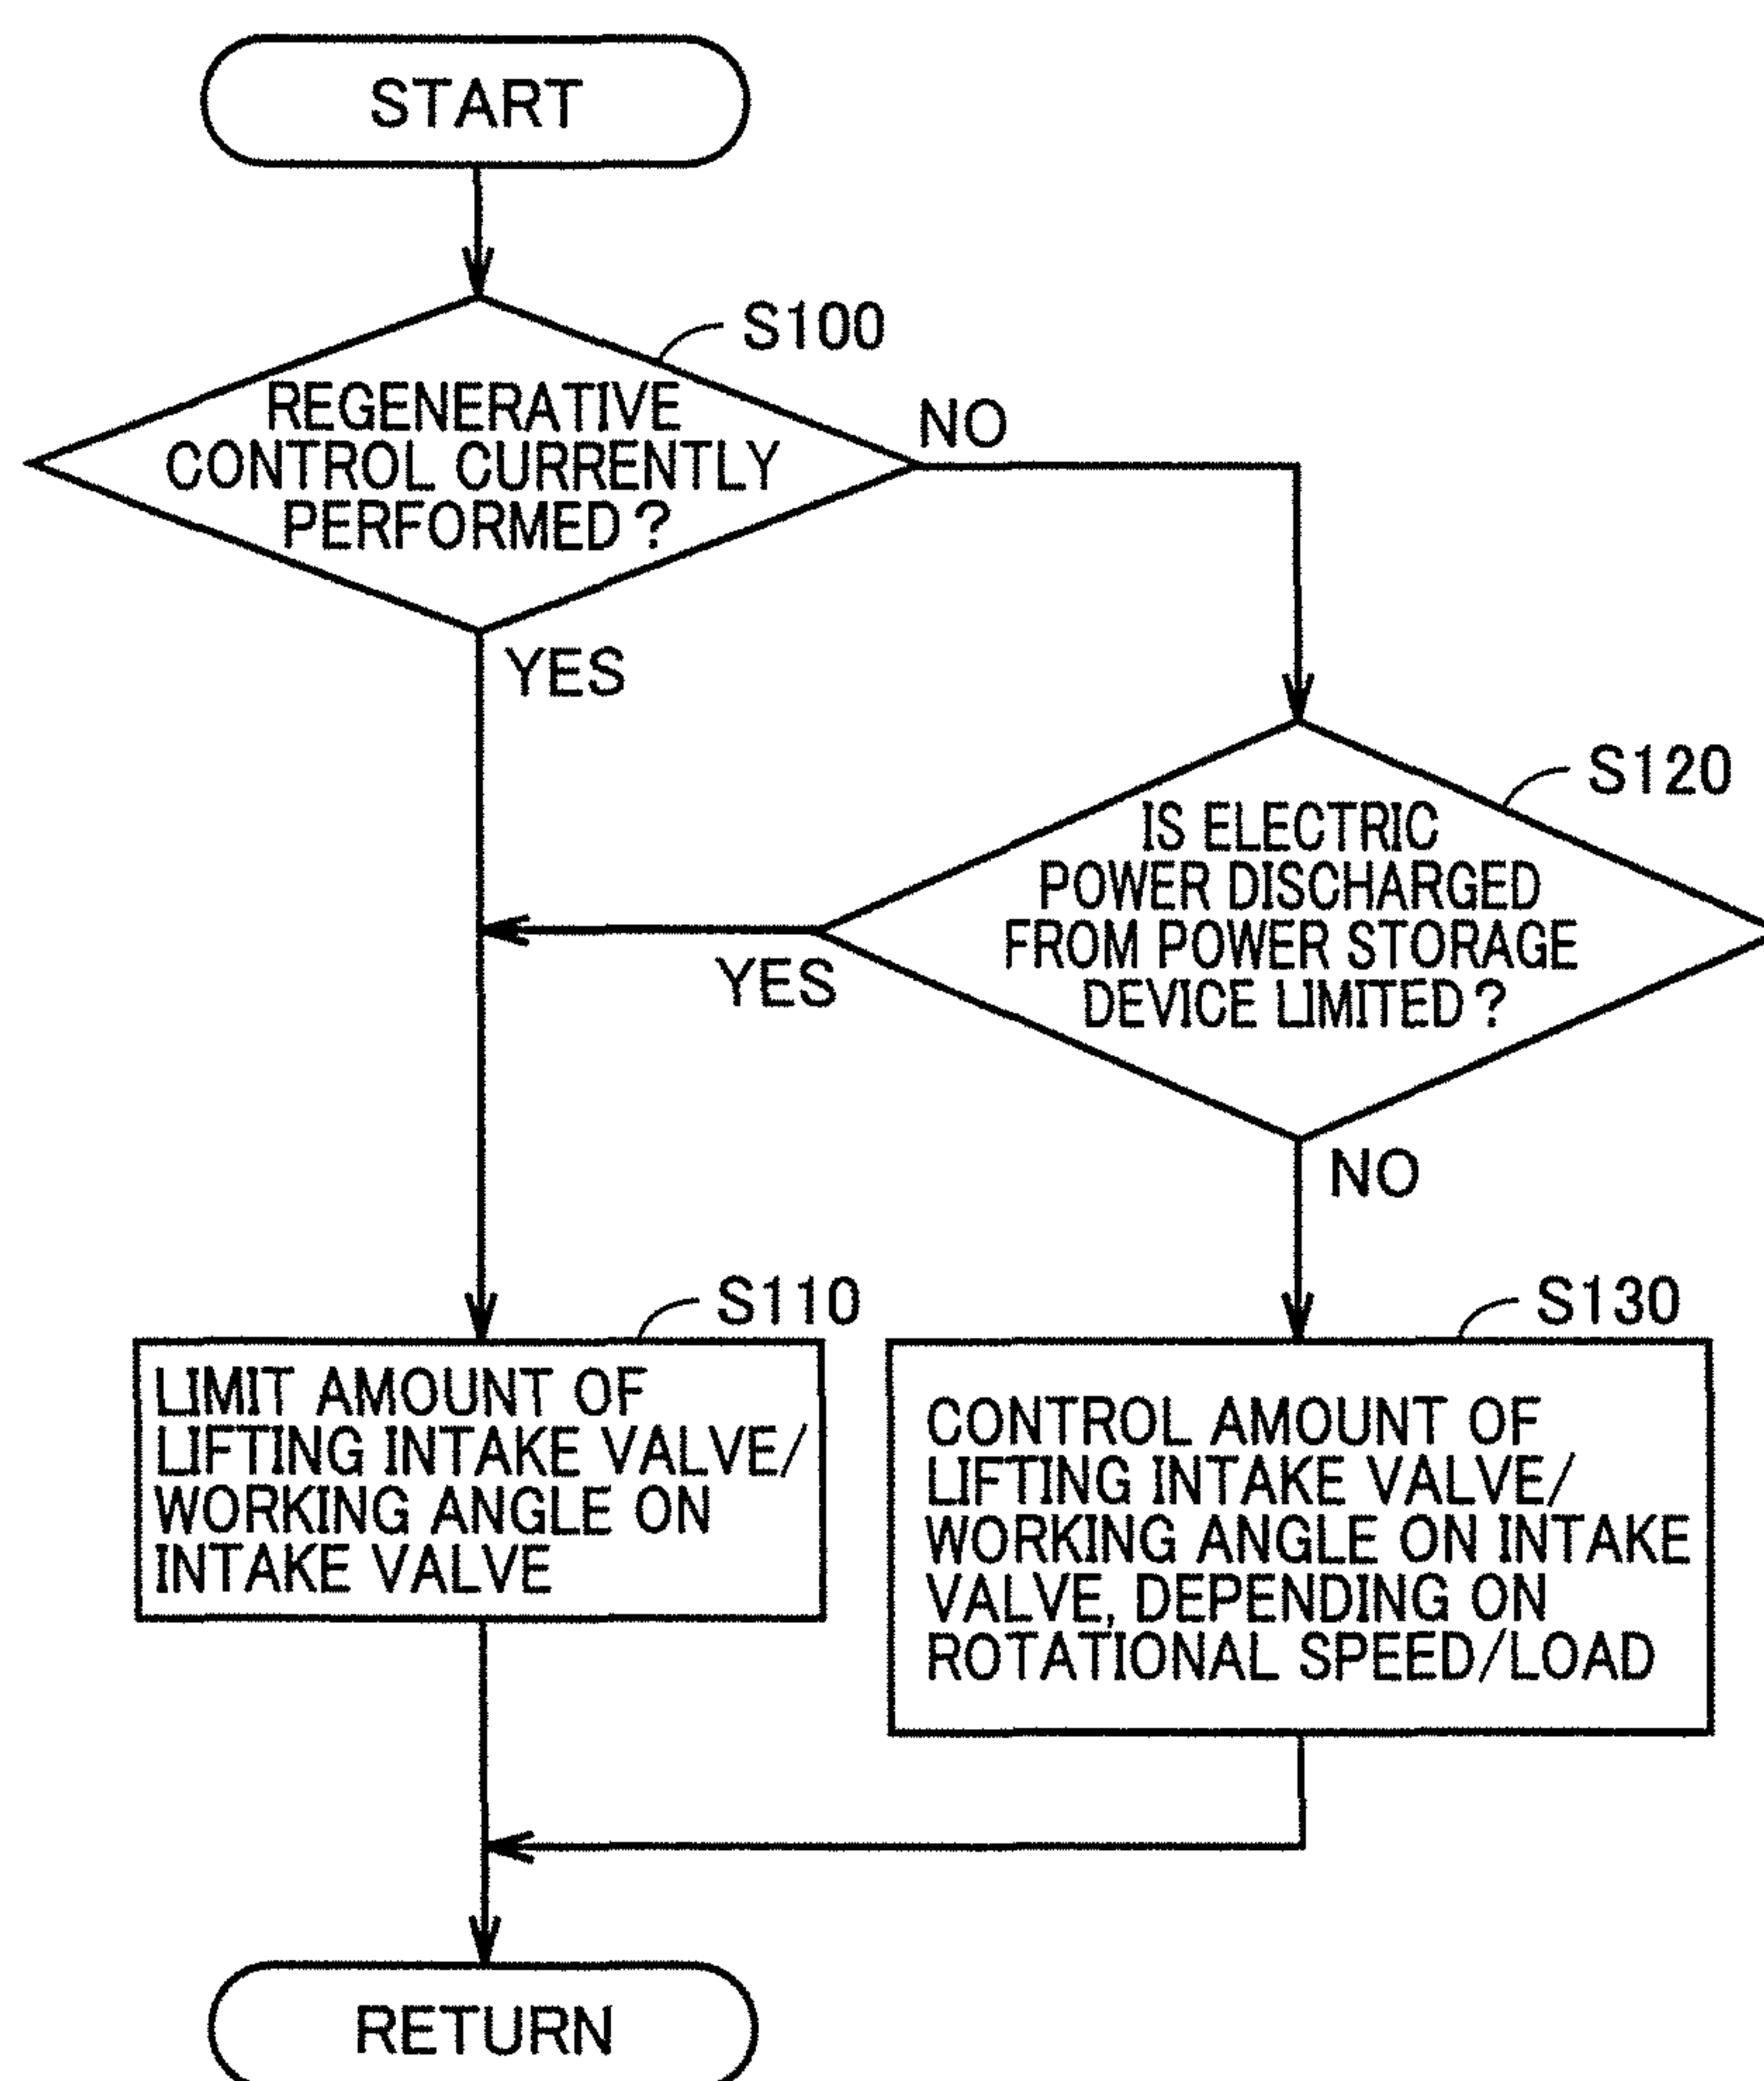 START
S100
REGENERATIVE
CONTROL CURRENTLY
PERFORMED?
NO
YES
S120
IS ELECTRIC
POWER DISCHARGED
FROM POWER STORAGE
DEVICE LIMITED?
YES
NO
S110
LIMIT AMOUNT OF
LIFTING INTAKE VALVE/
WORKING ANGLE ON
INTAKE VALVE
S130
CONTROL AMOUNT OF
LIFTING INTAKE VALVE/
WORKING ANGLE ON INTAKE
VALVE, DEPENDING ON
ROTATIONAL SPEED/LOAD
RETURN